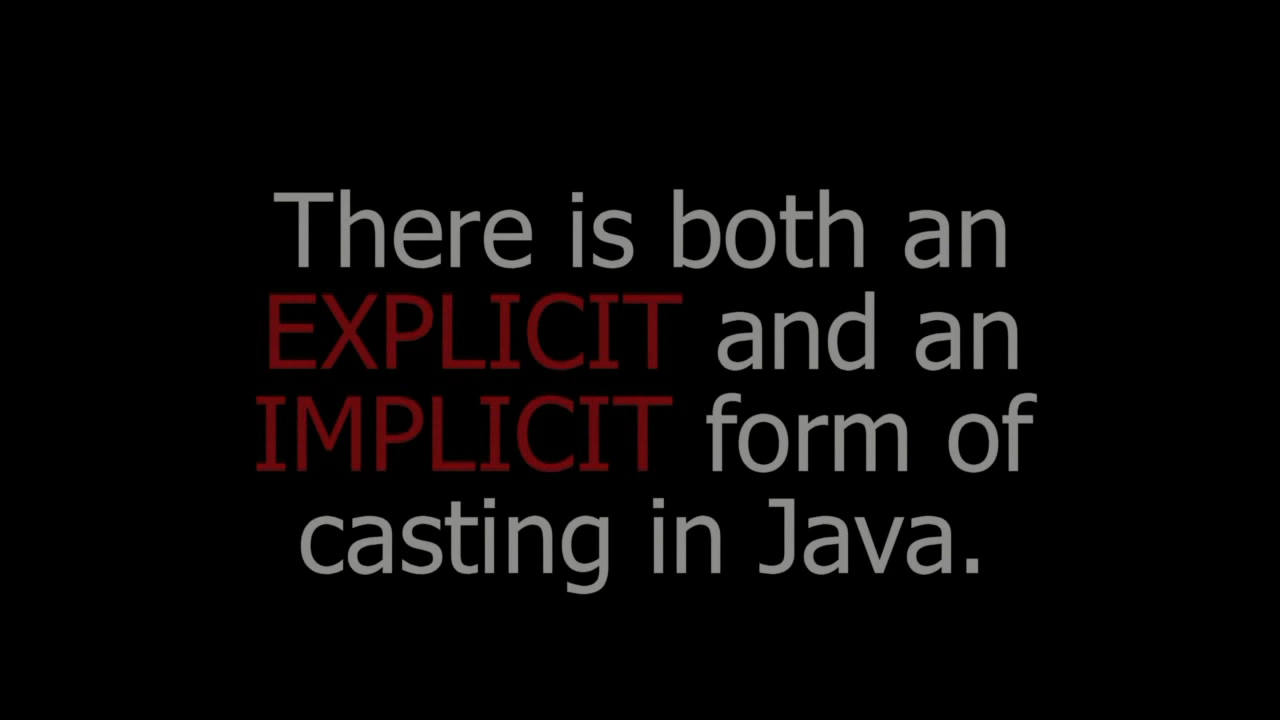 There is both an
EXPLICIT and an
IMPLICIT form of
casting in Java.